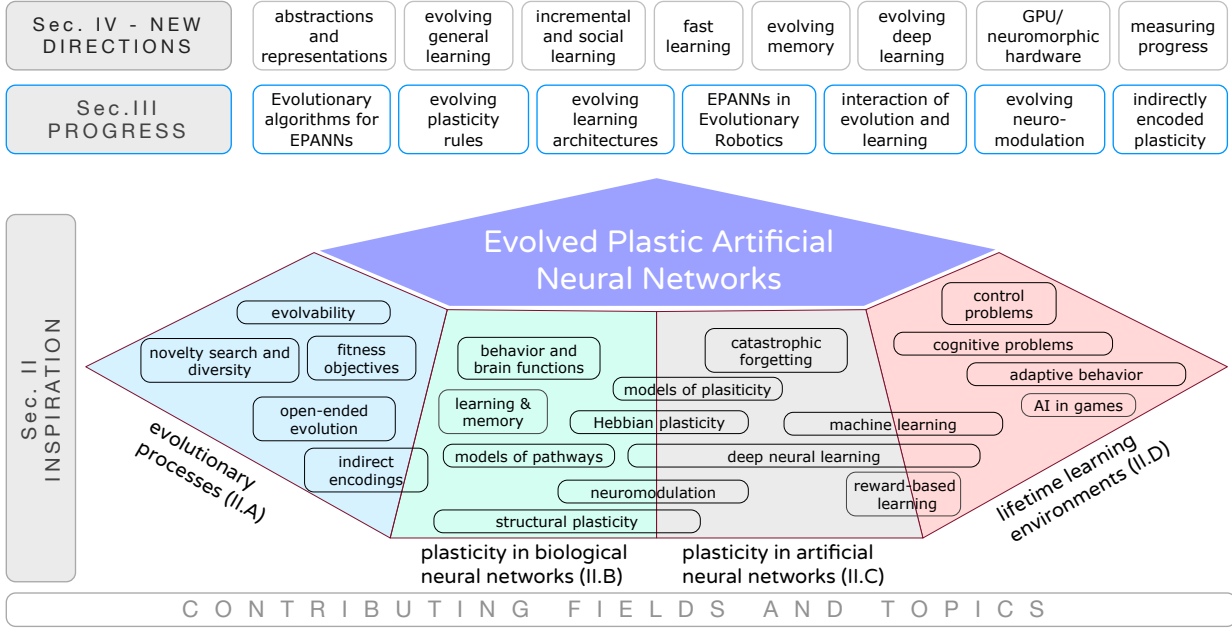 Sec. IV - NEW
DIRECTIONS
abstractions
and
representations
evolving
general
learning
incremental
and social
learning
fast
learning
evolving
memory
evolving
deep
learning
GPU/
neuromorphic
hardware
measuring
progress
Sec.III
PROGRESS
Evolutionary
algorithms for
EPANNs
evolving
plasticity
rules
evolving
learning
architectures
EPANNs in
Evolutionary
Robotics
interaction of
evolution and
learning
evolving
neuro-
modulation
indirectly
encoded
plasticity
Sec. II
INSPIRATION
Evolved Plastic Artificial
Neural Networks
evolvability
novelty search and
diversity
fitness
objectives
open-ended
evolution
indirect
encodings
evolutionary
processes (II.A)
behavior and
brain functions
learning &
memory
models of pathways
models of plasiticity
Hebbian plasticity
neuromodulation
structural plasticity
plasticity in biological
neural networks (II.B)
catastrophic
forgetting
machine learning
deep neural learning
reward-based
learning
plasticity in artificial
neural networks (II.C)
control
problems
cognitive problems
adaptive behavior
AI in games
lifetime learning
environments (II.D)
CONTRIBUTING FIELDS AND TOPICS